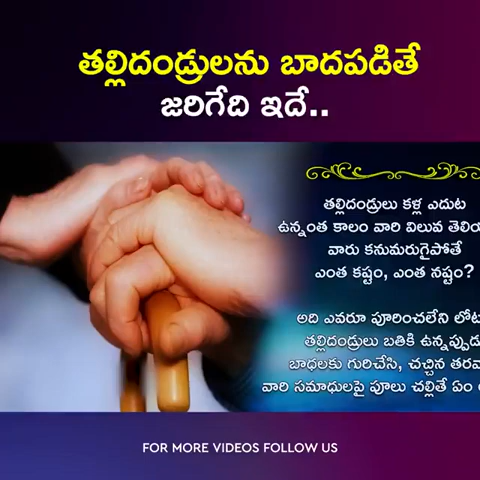 తల్లిదండ్రులను బాదపడితే
జరిగేది ఇదే..
తల్లిదండ్రులు కళ్ల ఎదుట
ఉన్నంత కాలం వారి విలువ
వారు కనుమరుగైపోతే
ఎంత కష్టం, ఎంత నష్టం?
అది ఎవరూ పూరించలేని
తల్లిదండ్రులు బతికి
బాధలకు గురిచేసి, చచ్చిన
వారి సమాధులపై పూలు చల్లితే ఏం
FOR MORE VIDEOS FOLLOW US